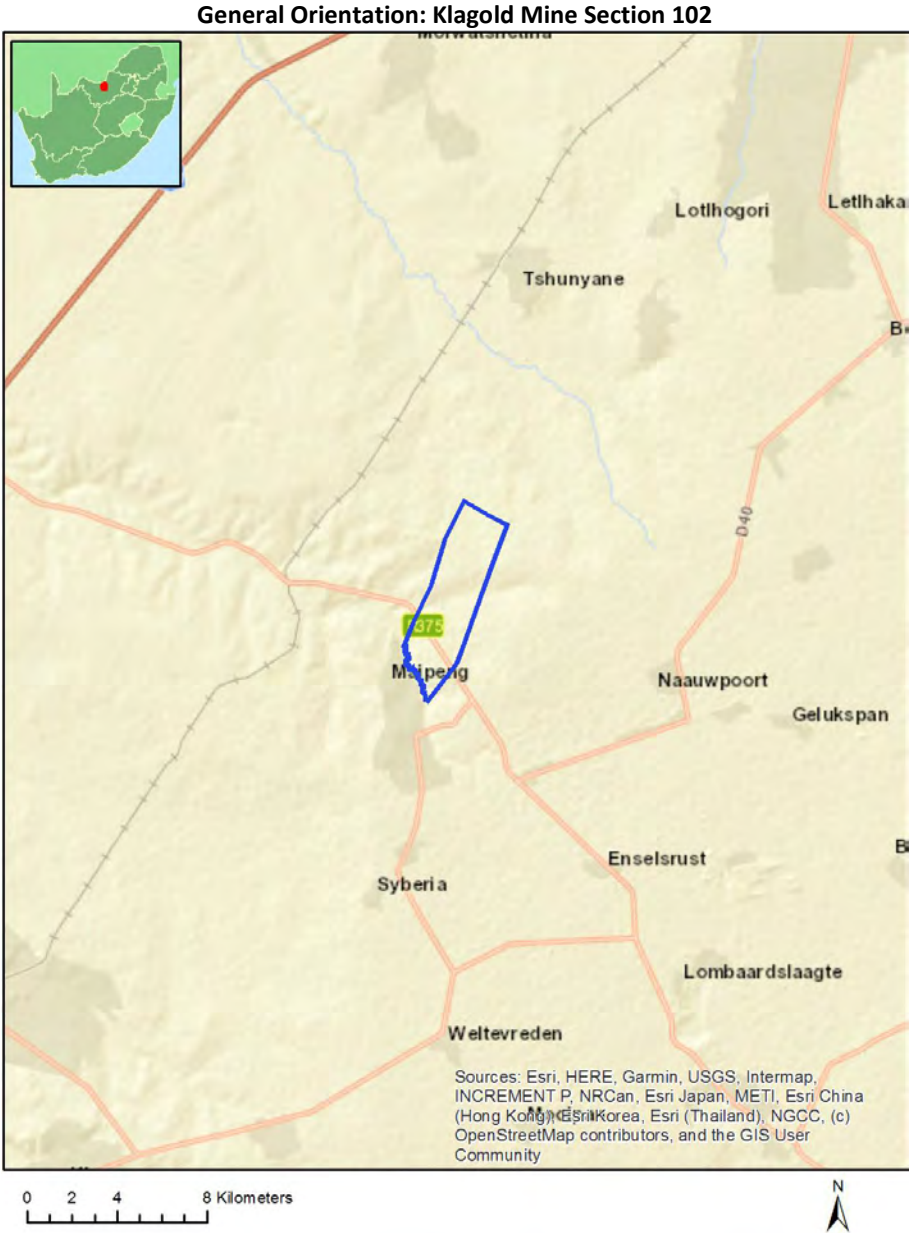 General Orientation: Klagold Mine Section 102
Lotlhogori
Tshunyane
D40
Maipeng
Naauwpoort
Gelukspan
Enselsrust
Syberia
Lombaardslaagte
Weltevreden
Sources: Esri, HERE, Garmin, USGS, Intermap,
INCREMENT P, NRCan, Esri Japan, METI, Esri China
(Hong Kong), Esri Korea, Esri (Thailand), NGCC, (c)
OpenStreetMap contributors, and the GIS User
Community
0 2 4 8 Kilometers
N